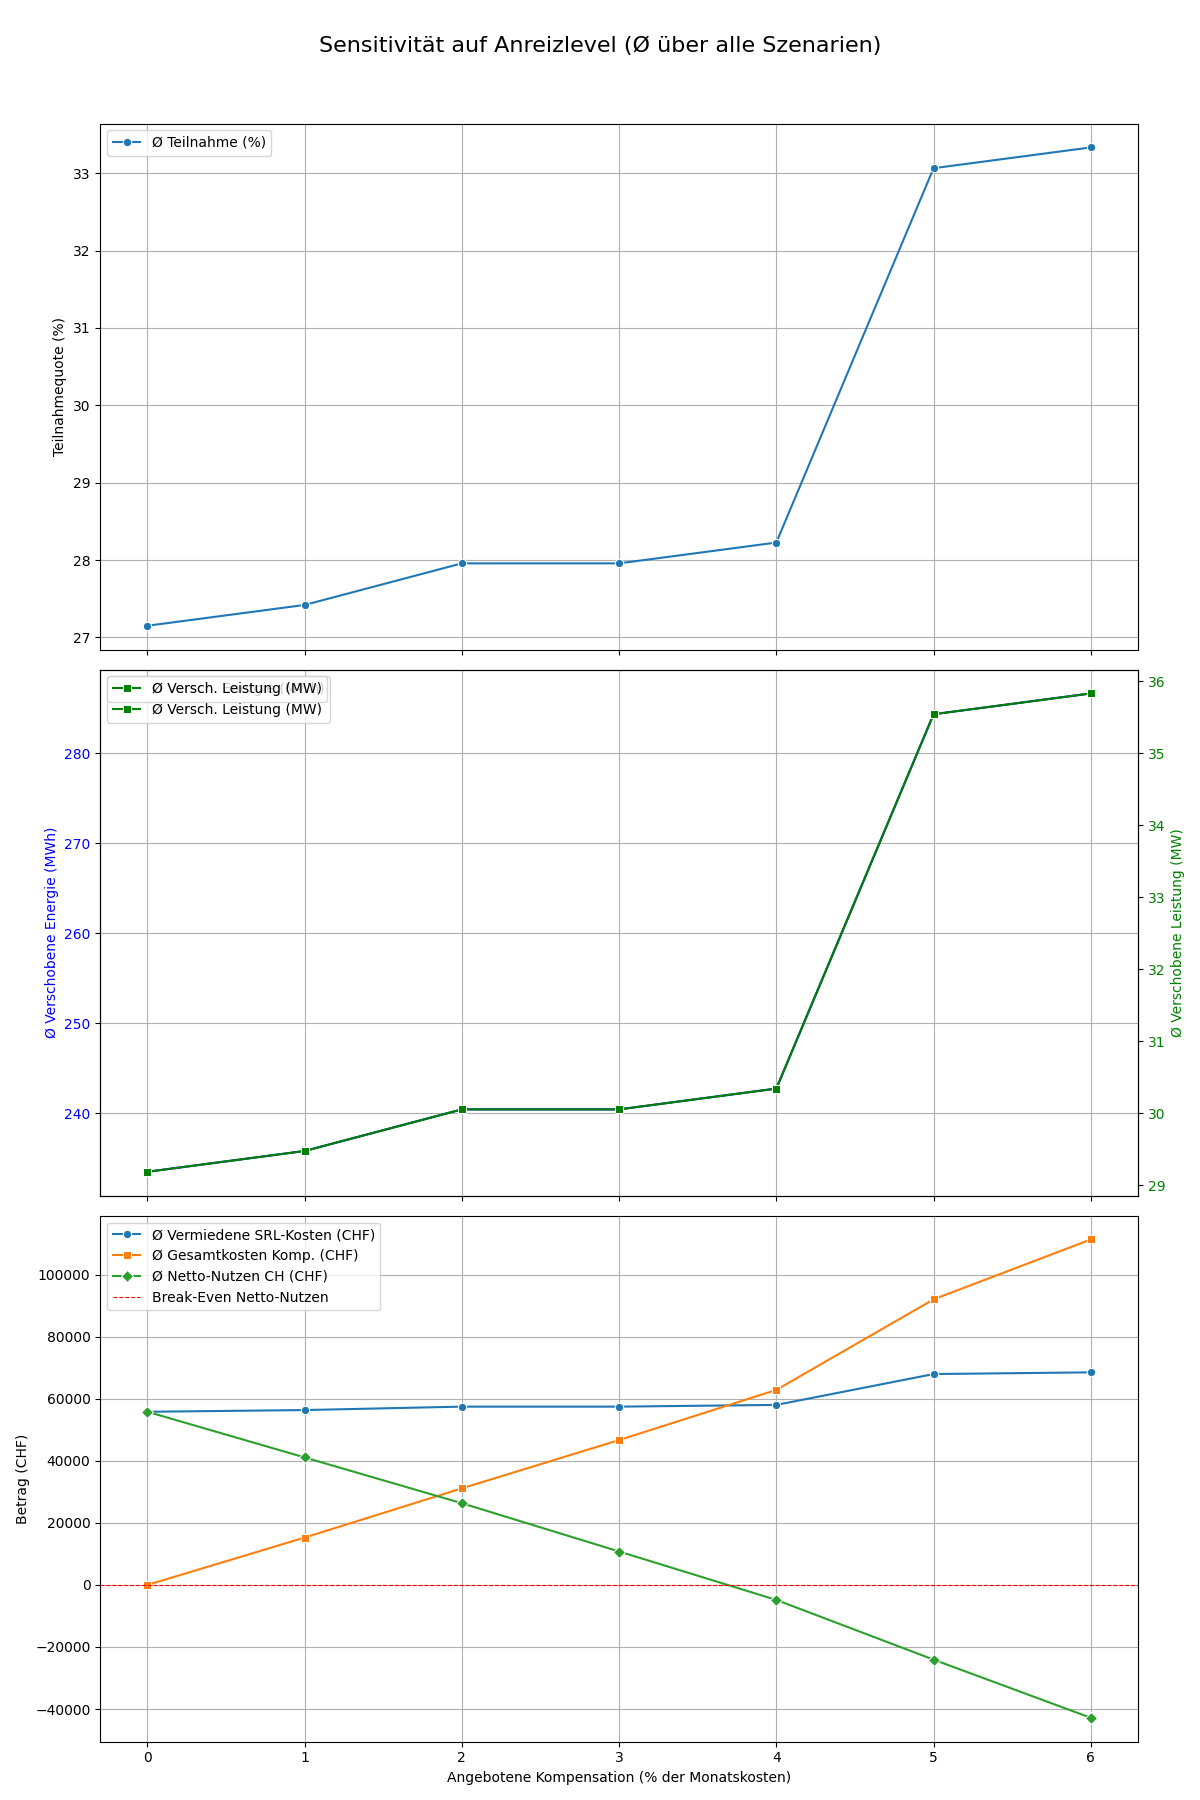 Sensitivität auf Anreizlevel (Ø über alle Szenarien)
Ø Teilnahme (%)
33
32
31
30
29
28
27
Teilnahmequote (%)
Ø Versch. Leistung (MW)
Ø Versch. Leistung (MW)
280
270
260
250
240
Ø Verschobene Energie (MWh)
36
35
34
33
32
31
30
29
Ø Verschobene Leistung (MW)
Ø Vermiedene SRL-Kosten (CHF)
Ø Gesamtkosten Komp. (CHF)
Ø Netto-Nutzen CH (CHF)
Break-Even Netto-Nutzen
100000
80000
60000
40000
20000
0
−20000
−40000
Betrag (CHF)
0 1 2 3 4 5 6
Angebotene Kompensation (% der Monatskosten)